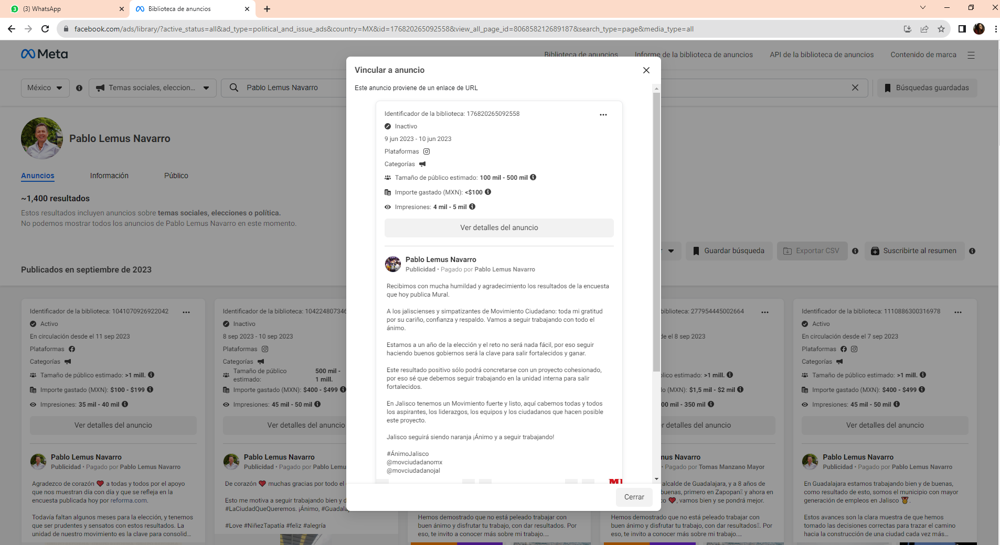 (3) WhatsApp
Biblioteca de anuncios
facebook.com/ads/library/?active_status=all&ad_type=political_and_issue_ads&country=MX&id=176820265092558&view_all_page_id=806858212689187&search_type=page&media_type=all
Meta
Biblioteca de anuncios
Informe de la biblioteca de anuncios
API de la biblioteca de anuncios
Contenido de marca
México
Temas sociales, eleccion...
Pablo Lemus Navarro
Búsquedas guardadas
Pablo Lemus Navarro
Anuncios
Información
Público
~1,400 resultados
Estos resultados incluyen anuncios sobre temas sociales, elecciones o política.
No podemos mostrar todos los anuncios de Pablo Lemus Navarro en este momento.
Guardar búsqueda
Exportar CSV
Suscribirte al resumen
Publicados en septiembre de 2023
Vincular a anuncio
Este anuncio proviene de un enlace de URL
Identificador de la biblioteca: 176820265092558
Inactivo
9 jun 2023 - 10 jun 2023
Plataformas
Categorías
Tamaño de público estimado: 100 mil - 500 mil
Importe gastado (MXN): <$100
Impresiones: 4 mil - 5 mil
Ver detalles del anuncio
Pablo Lemus Navarro
Publicidad • Pagado por Pablo Lemus Navarro
Recibimos con mucha humildad y agradecimiento los resultados de la encuesta
que hoy publica Mural.
A los jaliscienses y simpatizantes de Movimiento Ciudadano: toda mi gratitud
por su cariño, confianza y respaldo. Vamos a seguir trabajando con todo el
ánimo.
Estamos a un año de la elección y el reto no será nada fácil, por eso seguir
haciendo buenos gobiernos será la clave para salir fortalecidos y ganar.
Este resultado positivo sólo podrá concretarse con un proyecto cohesionado,
por eso sé que debemos seguir trabajando en la unidad interna para salir
fortalecidos.
En Jalisco tenemos un Movimiento fuerte y listo, aquí cabemos todas y todos
los aspirantes, los liderazgos, los equipos y los ciudadanos que hacen posible
este proyecto.
Jalisco seguirá siendo naranja ¡Ánimo y a seguir trabajando!
#ÁnimoJalisco
@movciudadanomx
@movciudadanojal
Cerrar
Identificador de la biblioteca: 1041070926922042
Activo
En circulación desde el 11 sep 2023
Plataformas
Categorías
Tamaño de público estimado: >1 mill.
Importe gastado (MXN): $100 - $199
Impresiones: 35 mil - 40 mil
Ver detalles del anuncio
Pablo Lemus Navarro
Publicidad • Pagado por Pablo Lemus Navarro
Agradezco de corazón ❤️ a todas y todos por el apoyo
que nos muestran día con día y que se refleja en la
encuesta publicada hoy por reforma.com.
Todavía faltan algunos meses para la elección, y tenemos
que ser prudentes y sensatos con estos resultados. La
unidad de nuestro movimiento es la clave para consolid...
Identificador de la biblioteca: 104224807346
Inactivo
8 sep 2023 - 10 sep 2023
Plataformas
Categorías
Tamaño de público
estimado:
500 mil -
1 mill.
Importe gastado (MXN): $400 - $499
Impresiones: 45 mil - 50 mil
Ver detalles del anuncio
Pablo Lemus Navarro
Publicidad • Pagado por Pablo Lemu
De corazón ❤️ muchas gracias por todo el
Esto me motiva a seguir trabajando bien y d
#LaCiudadQueQueremos. ¡Ánimo, #Guadala
#Love #NiñezTapatía #feliz #alegría
Hemos demostrado que no está peleado trabajar con
buen ánimo y disfrutar tu trabajo, con dar resultados. Por
eso, te invito a conocer más sobre mi trabajo....
biblioteca: 277954445002664
de el 8 sep 2023
lico estimado: >1 mill.
o (MXN): $1,5 mil - $2 mil
00 mil - 350 mil
r detalles del anuncio
mus Navarro
• Pagado por Tomas Manzano Mayor
alcalde de Guadalajara, y a 8 años de
buenas, primero en Zapopan y ahora en
co ❤️, vamos bien y se pondrá mejor.
Hemos demostrado que no está peleado trabajar con
buen ánimo y disfrutar tu trabajo, con dar resultados. Por
eso, te invito a conocer más sobre mi trabajo....
Identificador de la biblioteca: 1110886300316978
Activo
En circulación desde el 7 sep 2023
Plataformas
Categorías
Tamaño de público estimado: >1 mill.
Importe gastado (MXN): $400 - $499
Impresiones: 45 mil - 50 mil
Ver detalles del anuncio
Pablo Lemus Navarro
Publicidad • Pagado por Pablo Lemus Navarro
En Guadalajara estamos trabajando bien y de buenas,
como resultado de esto, somos el municipio con mayor
generación de empleos en Jalisco 🏅.
Estos avances son la clara muestra de que hemos
tomado las decisiones correctas para trazar el camino
hacia la construcción de una ciudad cada vez más...